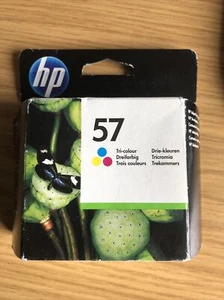 hp
57
Tri-colour
Dreifarbig
Trois couleurs
Drie-kleuren
Tricromia
Trekammers